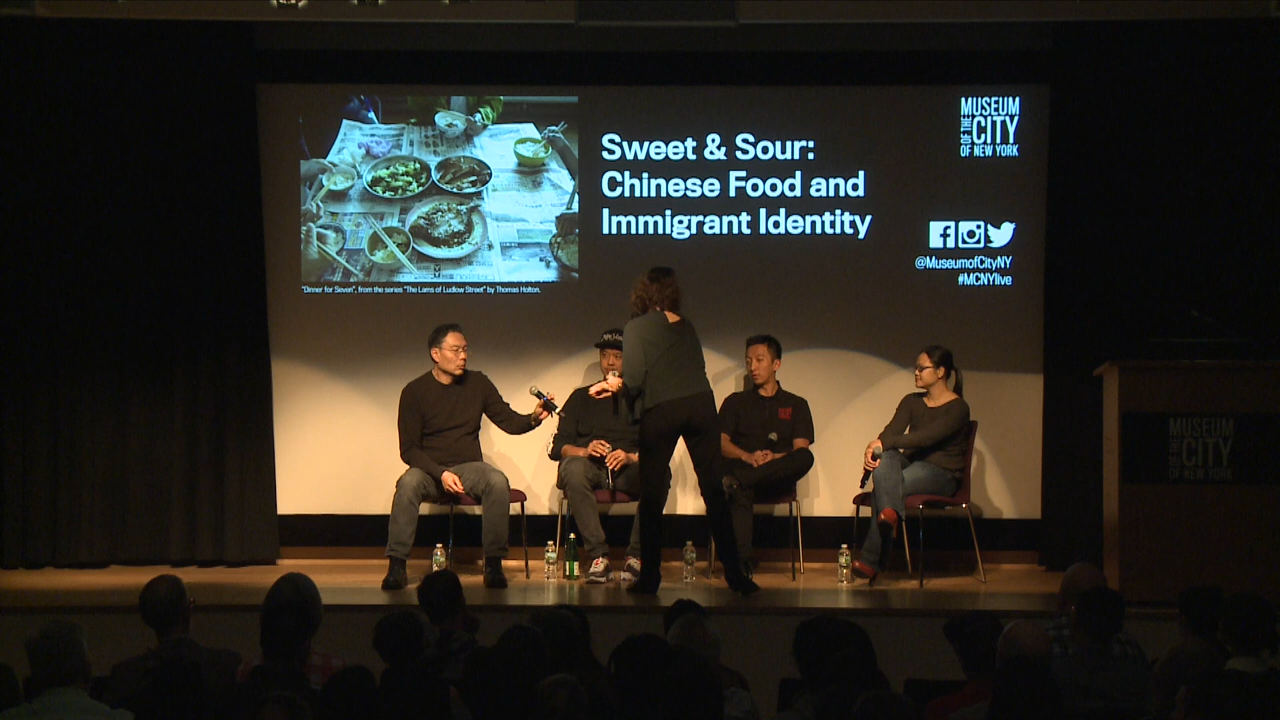 Sweet & Sour:
Chinese Food and
Immigrant Identity
MUSEUM
OF THE
CITY
OF NEW YORK
@MuseumofCityNY
#MCNYlive
"Dinner for Seven", from the series "The Lams of Ludlow Street" by Thomas Holton.
MUSEUM
OF THE
CITY
OF NEW YORK